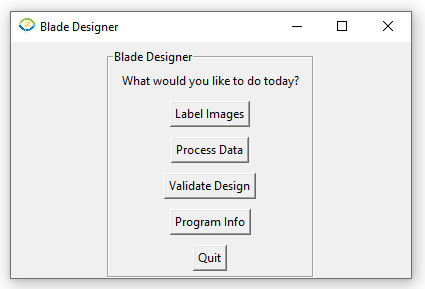 Blade Designer
Blade Designer
What would you like to do today?
Label Images
Process Data
Validate Design
Program Info
Quit